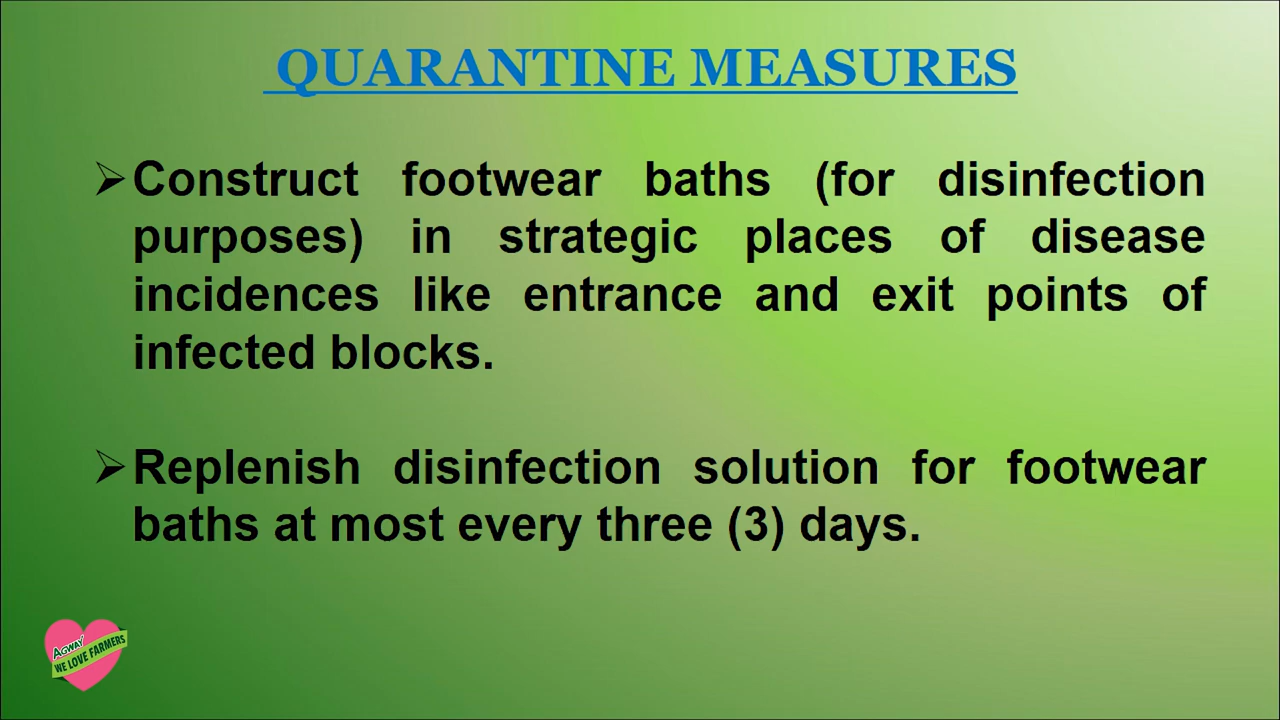 QUARANTINE MEASURES
➢Construct footwear baths (for disinfection
purposes) in strategic places of disease
incidences like entrance and exit points of
infected blocks.
➢Replenish disinfection solution for footwear
baths at most every three (3) days.
AGWAY
WE LOVE FARMERS